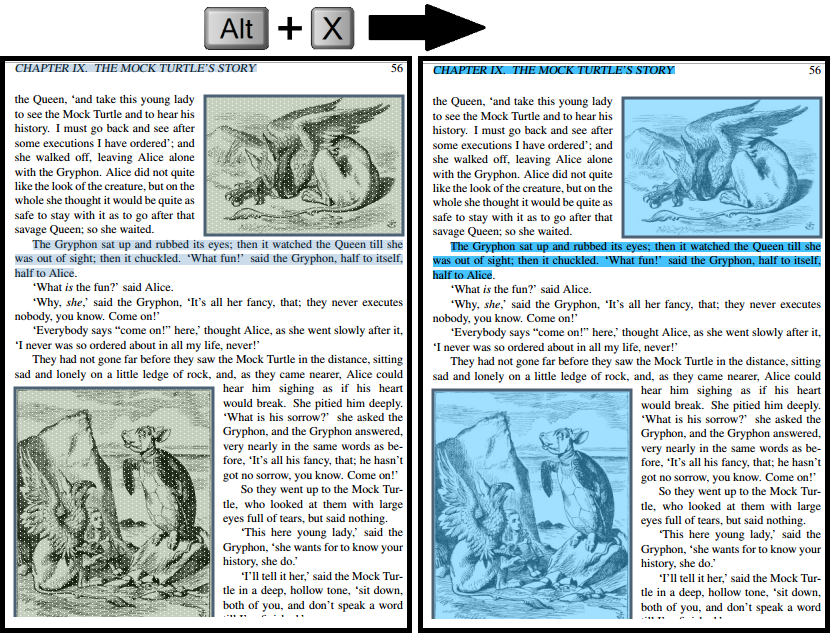 Alt + X
CHAPTER IX. THE MOCK TURTLE'S STORY 56
the Queen, ‘and take this young lady
to see the Mock Turtle and to hear his
history. I must go back and see after
some executions I have ordered’; and
she walked off, leaving Alice alone
with the Gryphon. Alice did not quite
like the look of the creature, but on the
whole she thought it would be quite as
safe to stay with it as to go after that
savage Queen; so she waited.
The Gryphon sat up and rubbed its eyes; then it watched the Queen till she
was out of sight; then it chuckled. ‘What fun!’ said the Gryphon, half to itself,
half to Alice.
‘What is the fun?’ said Alice.
‘Why, she,’ said the Gryphon, ‘It’s all her fancy, that; they never executes
nobody, you know. Come on!’
‘Everybody says “come on!” here,’ thought Alice, as she went slowly after it,
‘I never was so ordered about in all my life, never!’
They had not gone far before they saw the Mock Turtle in the distance, sitting
sad and lonely on a little ledge of rock, and, as they came nearer, Alice could
hear him sighing as if his heart
would break. She pitied him deeply.
‘What is his sorrow?’ she asked the
Gryphon, and the Gryphon answered,
very nearly in the same words as be-
fore, ‘It’s all his fancy, that; he hasn’t
got no sorrow, you know. Come on!’
So they went up to the Mock Tur-
tle, who looked at them with large
eyes full of tears, but said nothing.
‘This here young lady,’ said the
Gryphon, ‘she wants for to know your
history, she do.’
‘I’ll tell it her,’ said the Mock Tur-
tle in a deep, hollow tone, ‘sit down,
both of you, and don’t speak a word
CHAPTER IX. THE MOCK TURTLE'S STORY 56
the Queen, ‘and take this young lady
to see the Mock Turtle and to hear his
history. I must go back and see after
some executions I have ordered’; and
she walked off, leaving Alice alone
with the Gryphon. Alice did not quite
like the look of the creature, but on the
whole she thought it would be quite as
safe to stay with it as to go after that
savage Queen; so she waited.
The Gryphon sat up and rubbed its eyes; then it watched the Queen till she
was out of sight; then it chuckled. ‘What fun!’ said the Gryphon, half to itself,
half to Alice.
‘What is the fun?’ said Alice.
‘Why, she,’ said the Gryphon, ‘It’s all her fancy, that; they never executes
nobody, you know. Come on!’
‘Everybody says “come on!” here,’ thought Alice, as she went slowly after it,
‘I never was so ordered about in all my life, never!’
They had not gone far before they saw the Mock Turtle in the distance, sitting
sad and lonely on a little ledge of rock, and, as they came nearer, Alice could
hear him sighing as if his heart
would break. She pitied him deeply.
‘What is his sorrow?’ she asked the
Gryphon, and the Gryphon answered,
very nearly in the same words as be-
fore, ‘It’s all his fancy, that; he hasn’t
got no sorrow, you know. Come on!’
So they went up to the Mock Tur-
tle, who looked at them with large
eyes full of tears, but said nothing.
‘This here young lady,’ said the
Gryphon, ‘she wants for to know your
history, she do.’
‘I’ll tell it her,’ said the Mock Tur-
tle in a deep, hollow tone, ‘sit down,
both of you, and don’t speak a word